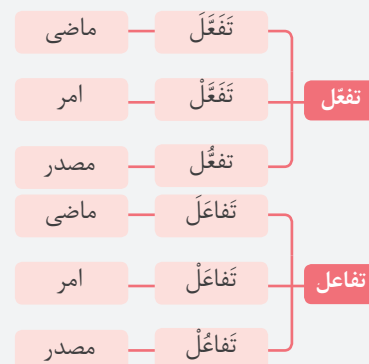 تَفَعَّلَ ماضی
تفعّل تَفَعَّلْ امر
تفعُّل مصدر
تَفاعَلَ ماضی
تفاعل تَفاعَلْ امر
تَفاعُلْ مصدر